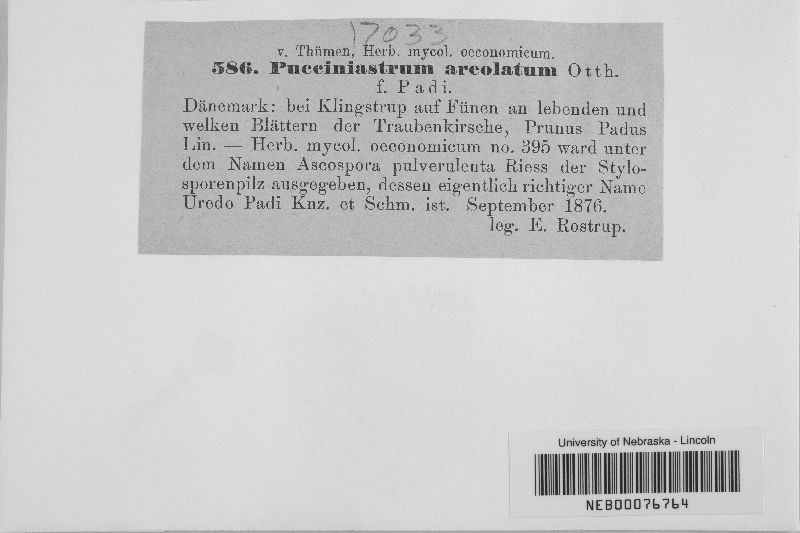 17033
v. Thümen, Herb. mycol. oeconomicum.
586. Pucciniastrum areolatum Otth.
f. Padi.
Dänemark: bei Klingstrup auf Fünen an lebenden und
welken Blättern der Traubenkirsche, Prunus Padus
Lin. — Herb. mycol. oeconomicum no. 395 ward unter
dem Namen Ascospora pulverulenta Riess der Stylo-
sporenpilz ausgegeben, dessen eigentlich richtiger Name
Uredo Padi Knz. et Schm. ist. September 1876.
leg. E. Rostrup.
University of Nebraska - Lincoln
NEB00076764